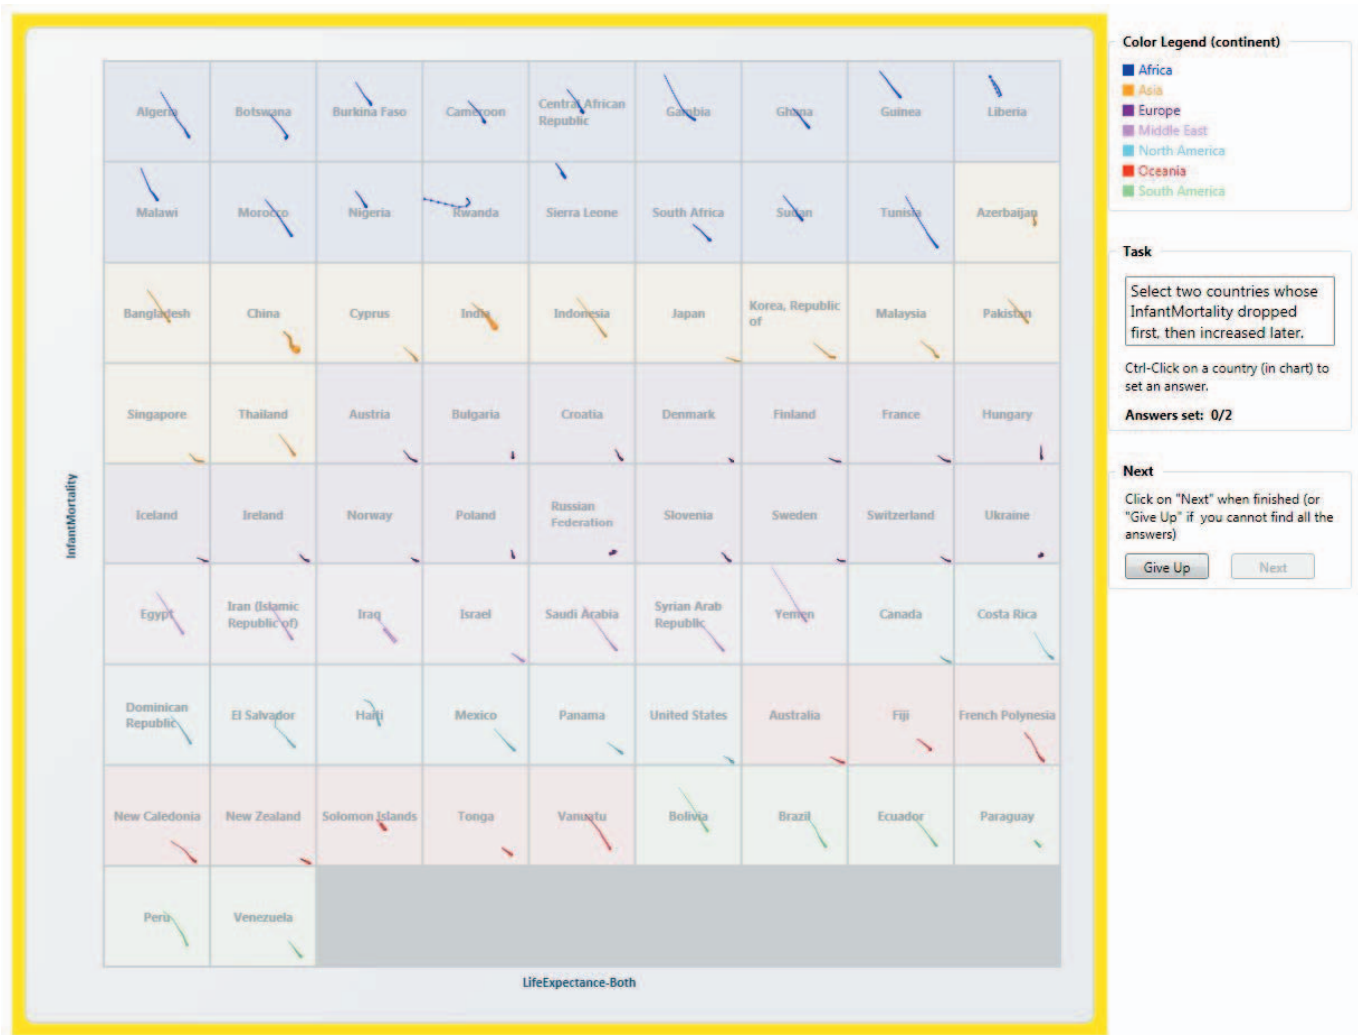 Algeria
Botswana
Burkina Faso
Cameroon
Central African
Republic
Gambia
Ghana
Guinea
Liberia
Malawi
Morocco
Nigeria
Rwanda
Sierra Leone
South Africa
Sudan
Tunisia
Azerbaijan
Bangladesh
China
Cyprus
India
Indonesia
Japan
Korea, Republic
of
Malaysia
Pakistan
Singapore
Thailand
Austria
Bulgaria
Croatia
Denmark
Finland
France
Hungary
Iceland
Ireland
Norway
Poland
Russian
Federation
Slovenia
Sweden
Switzerland
Ukraine
Egypt
Iran (Islamic
Republic of)
Iraq
Israel
Saudi Arabia
Syrian Arab
Republic
Yemen
Canada
Costa Rica
Dominican
Republic
El Salvador
Haiti
Mexico
Panama
United States
Australia
Fiji
French Polynesia
New Caledonia
New Zealand
Solomon Islands
Tonga
Vanuatu
Bolivia
Brazil
Ecuador
Paraguay
Peru
Venezuela
InfantMortality
LifeExpectance-Both
Color Legend (continent)
Africa
Asia
Europe
Middle East
North America
Oceania
South America
Task
Select two countries whose
InfantMortality dropped
first, then increased later.
Ctrl-Click on a country (in chart) to
set an answer.
Answers set: 0/2
Next
Click on "Next" when finished (or
"Give Up" if you cannot find all the
answers)
Give Up
Next